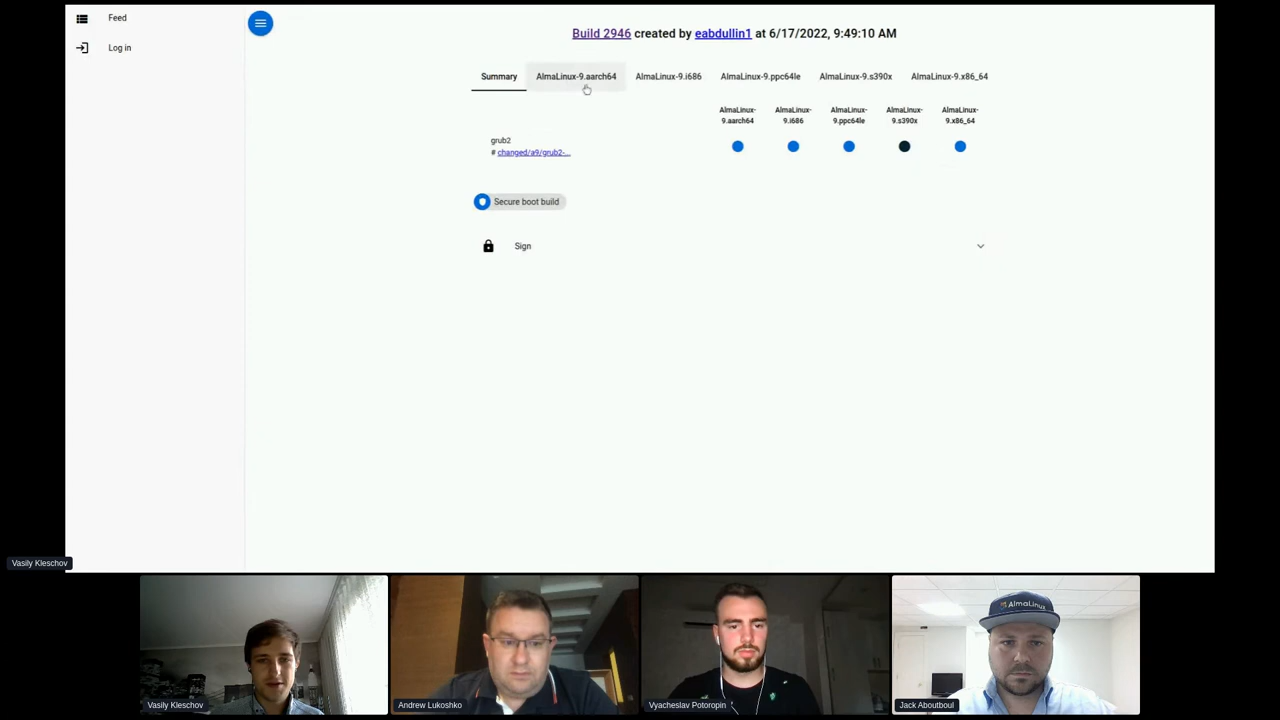 Feed
Log in
Build 2946 created by eabdullin1 at 6/17/2022, 9:49:10 AM
Summary AlmaLinux-9.aarch64 AlmaLinux-9.i686 AlmaLinux-9.ppc64le AlmaLinux-9.s390x AlmaLinux-9.x86_64
AlmaLinux-9.aarch64
AlmaLinux-9.i686
AlmaLinux-9.ppc64le
AlmaLinux-9.s390x
AlmaLinux-9.x86_64
grub2
# changed/a9/grub2-...
Secure boot build
Sign
Vasily Kleschov
AlmaLinux
Vasily Kleschov
Andrew Lukoshko
Vyacheslav Potoropin
Jack Aboutboul